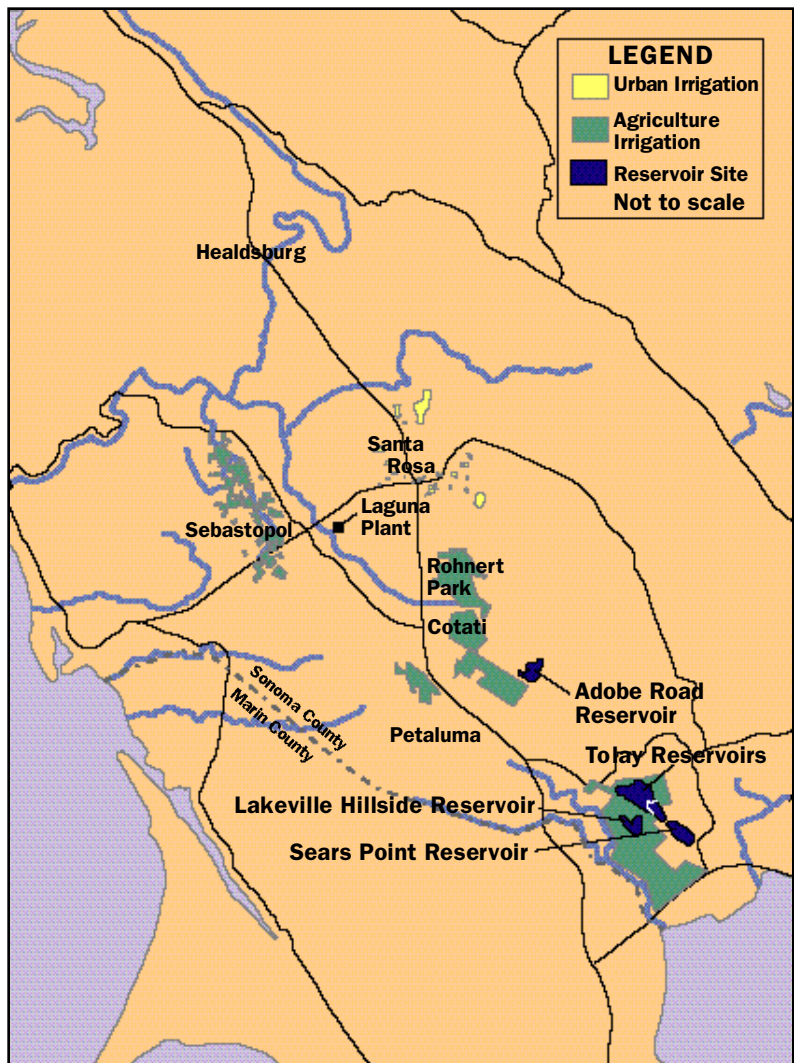 LEGEND
Urban Irrigation
Agriculture
Irrigation
Reservoir Site
Not to scale
Healdsburg
Santa
Rosa
Laguna
Plant
Sebastopol
Rohnert
Park
Cotati
Adobe Road
Reservoir
Sonoma County
Marin County
Petaluma
Tolay Reservoirs
Lakeville Hillside Reservoir
Sears Point Reservoir